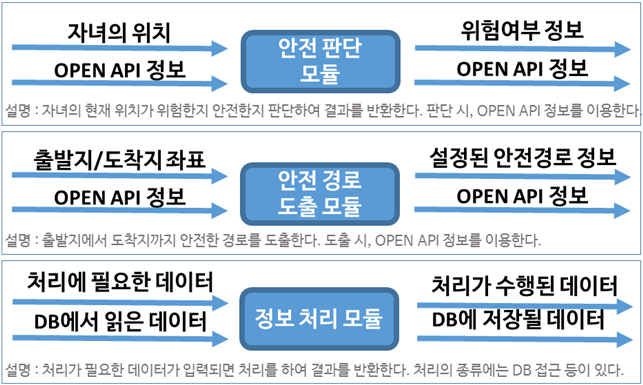 자녀의 위치
OPEN API 정보
안전 판단
모듈
위험여부 정보
OPEN API 정보
설명 : 자녀의 현재 위치가 위험한지 안전한지 판단하여 결과를 반환한다. 판단 시, OPEN API 정보를 이용한다.
출발지/도착지 좌표
OPEN API 정보
안전 경로
도출 모듈
설정된 안전경로 정보
OPEN API 정보
설명 : 출발지에서 도착지까지 안전한 경로를 도출한다. 도출 시, OPEN API 정보를 이용한다.
처리에 필요한 데이터
DB에서 읽은 데이터
정보 처리 모듈
처리가 수행된 데이터
DB에 저장될 데이터
설명 : 처리가 필요한 데이터가 입력되면 처리를 하여 결과를 반환한다. 처리의 종류에는 DB 접근 등이 있다.